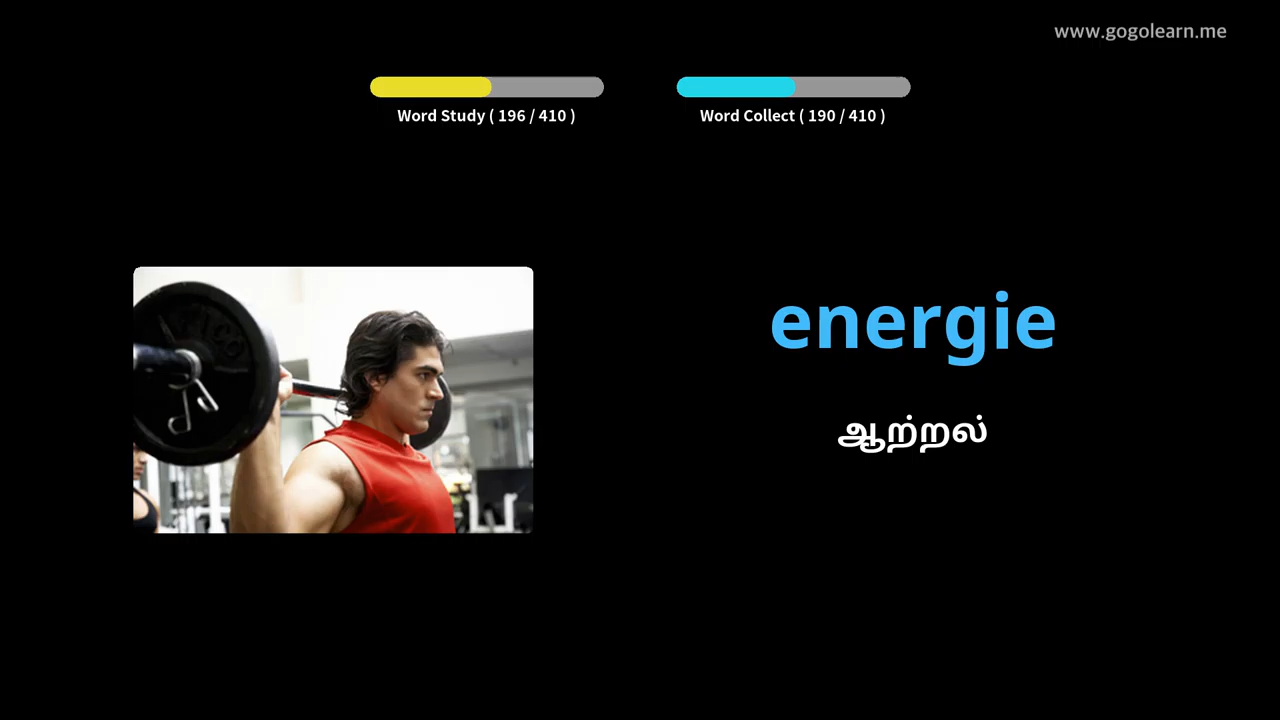 www.gogolearn.me
Word Study ( 196 / 410 )
Word Collect ( 190 / 410 )
energie
ஆற்றல்